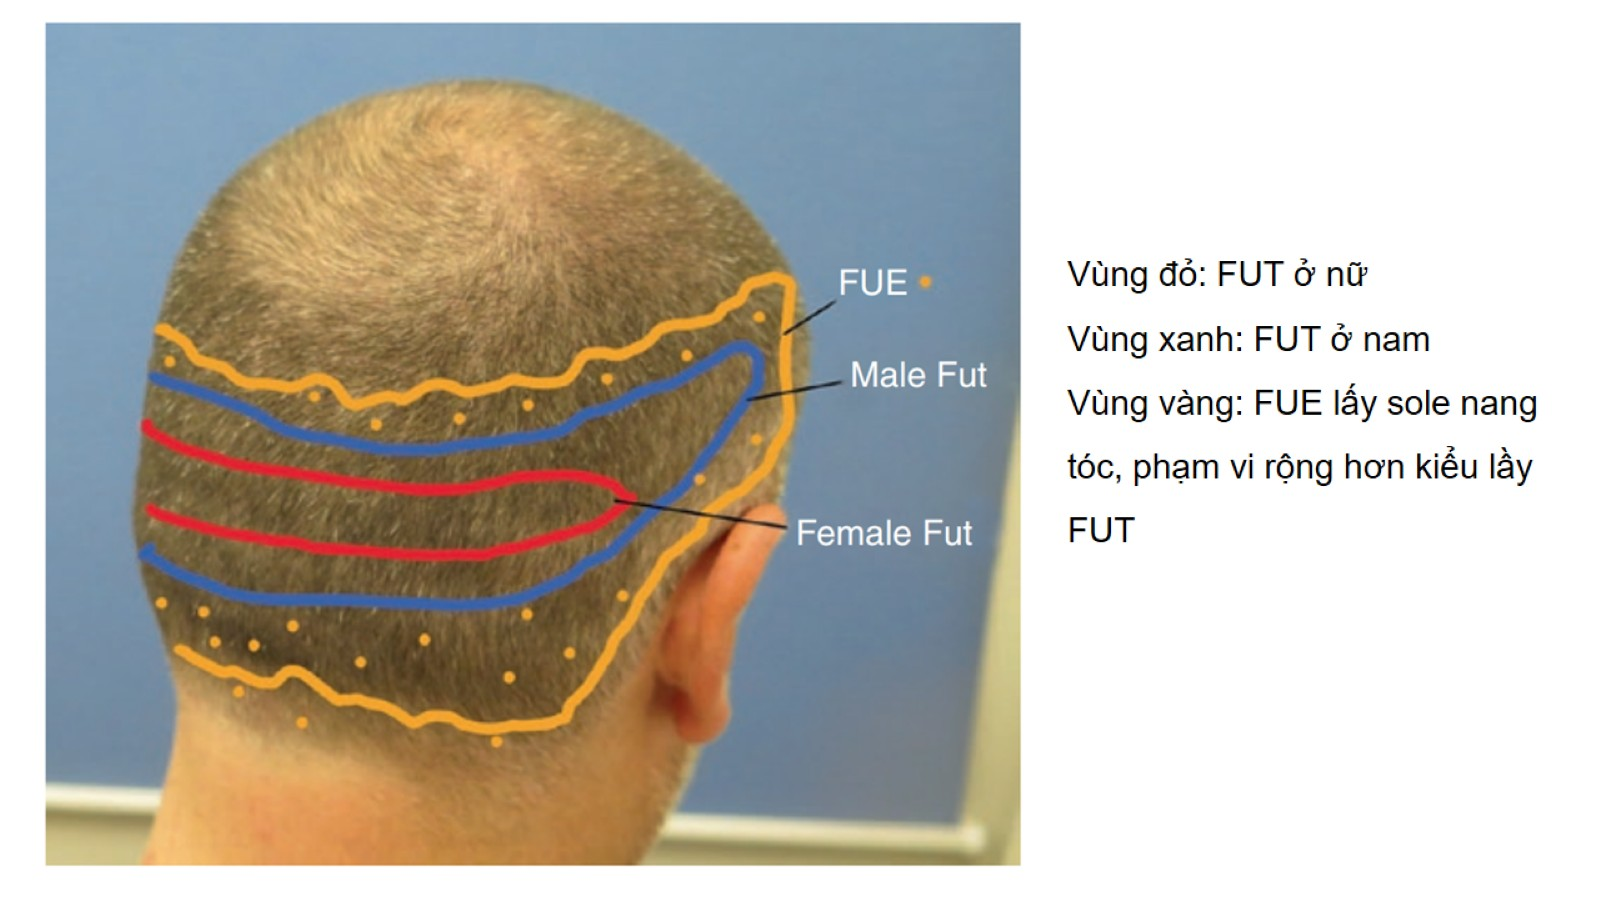 FUE
Male Fut
Female Fut
Vùng đỏ: FUT ở nữ
Vùng xanh: FUT ở nam
Vùng vàng: FUE lấy sole nang
tóc, phạm vi rộng hơn kiểu lầy
FUT